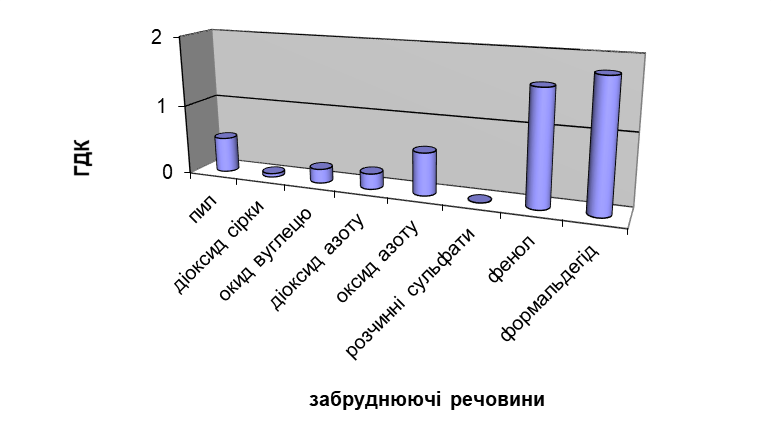 2
1
0
ГДК
пил
діоксид сірки
окид вуглецю
діоксид азоту
оксид азоту
розчинні сульфати
фенол
формальдегід
забруднюючі речовини